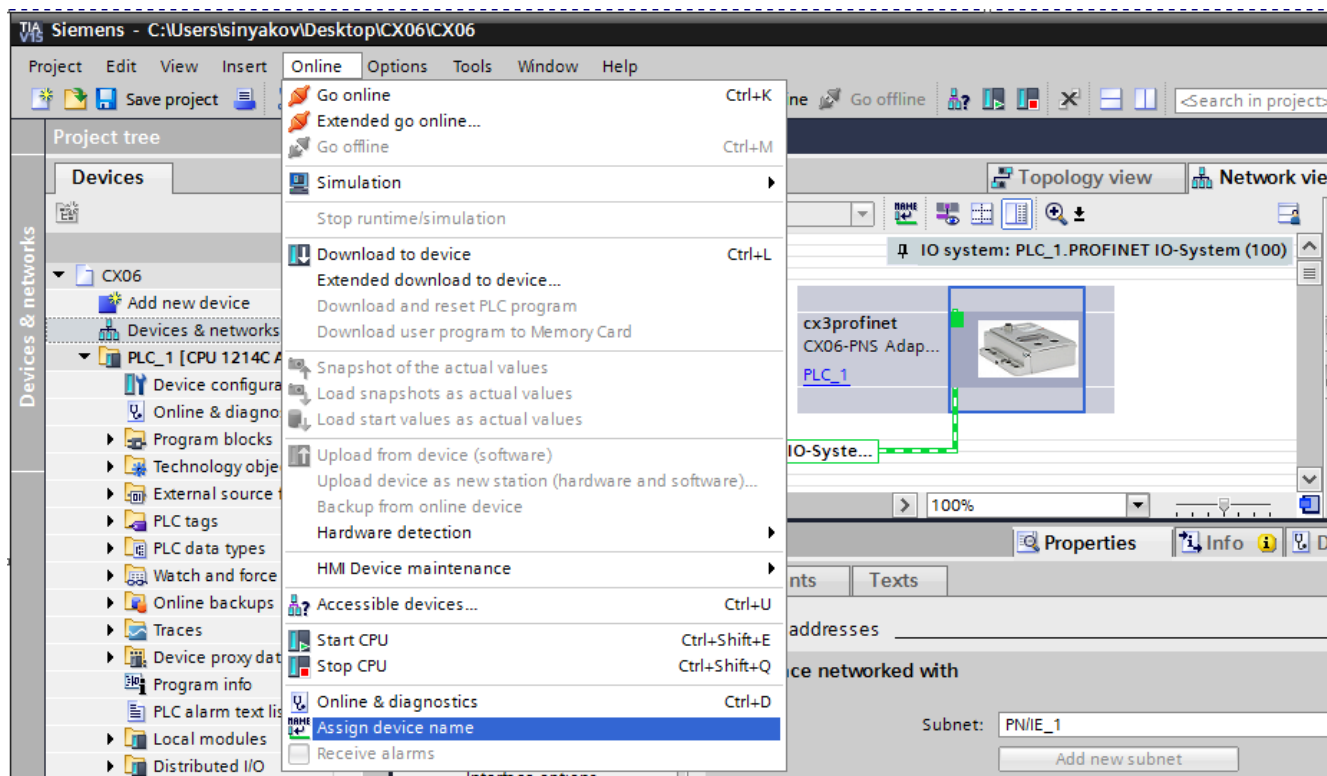 TIA V15 Siemens - C:\Users\sinyakov\Desktop\CX06\CX06
Project Edit View Insert Online Options Tools Window Help
Save project
Go offline
<Search in project>
Project tree
Devices
Devices & networks
CX06
Add new device
Devices & networks
PLC_1 [CPU 1214C A
Device configura
Online & diagno
Program blocks
Technology obje
External source f
PLC tags
PLC data types
Watch and force
Online backups
Traces
Device proxy dat
Program info
PLC alarm text lis
Local modules
Distributed I/O
Go online Ctrl+K
Extended go online...
Go offline Ctrl+M
Simulation
Stop runtime/simulation
Download to device Ctrl+L
Extended download to device...
Download and reset PLC program
Download user program to Memory Card
Snapshot of the actual values
Load snapshots as actual values
Load start values as actual values
Upload from device (software)
Upload device as new station (hardware and software)...
Backup from online device
Hardware detection
HMI Device maintenance
Accessible devices... Ctrl+U
Start CPU Ctrl+Shift+E
Stop CPU Ctrl+Shift+Q
Online & diagnostics Ctrl+D
NAME Assign device name
Receive alarms
Topology view Network vie
NAME
IO system: PLC_1.PROFINET IO-System (100)
cx3profinet
CX06-PNS Adap...
PLC_1
IO-Syste...
100%
Properties Info D
nts Texts
addresses
ce networked with
Subnet: PN/IE_1
Add new subnet